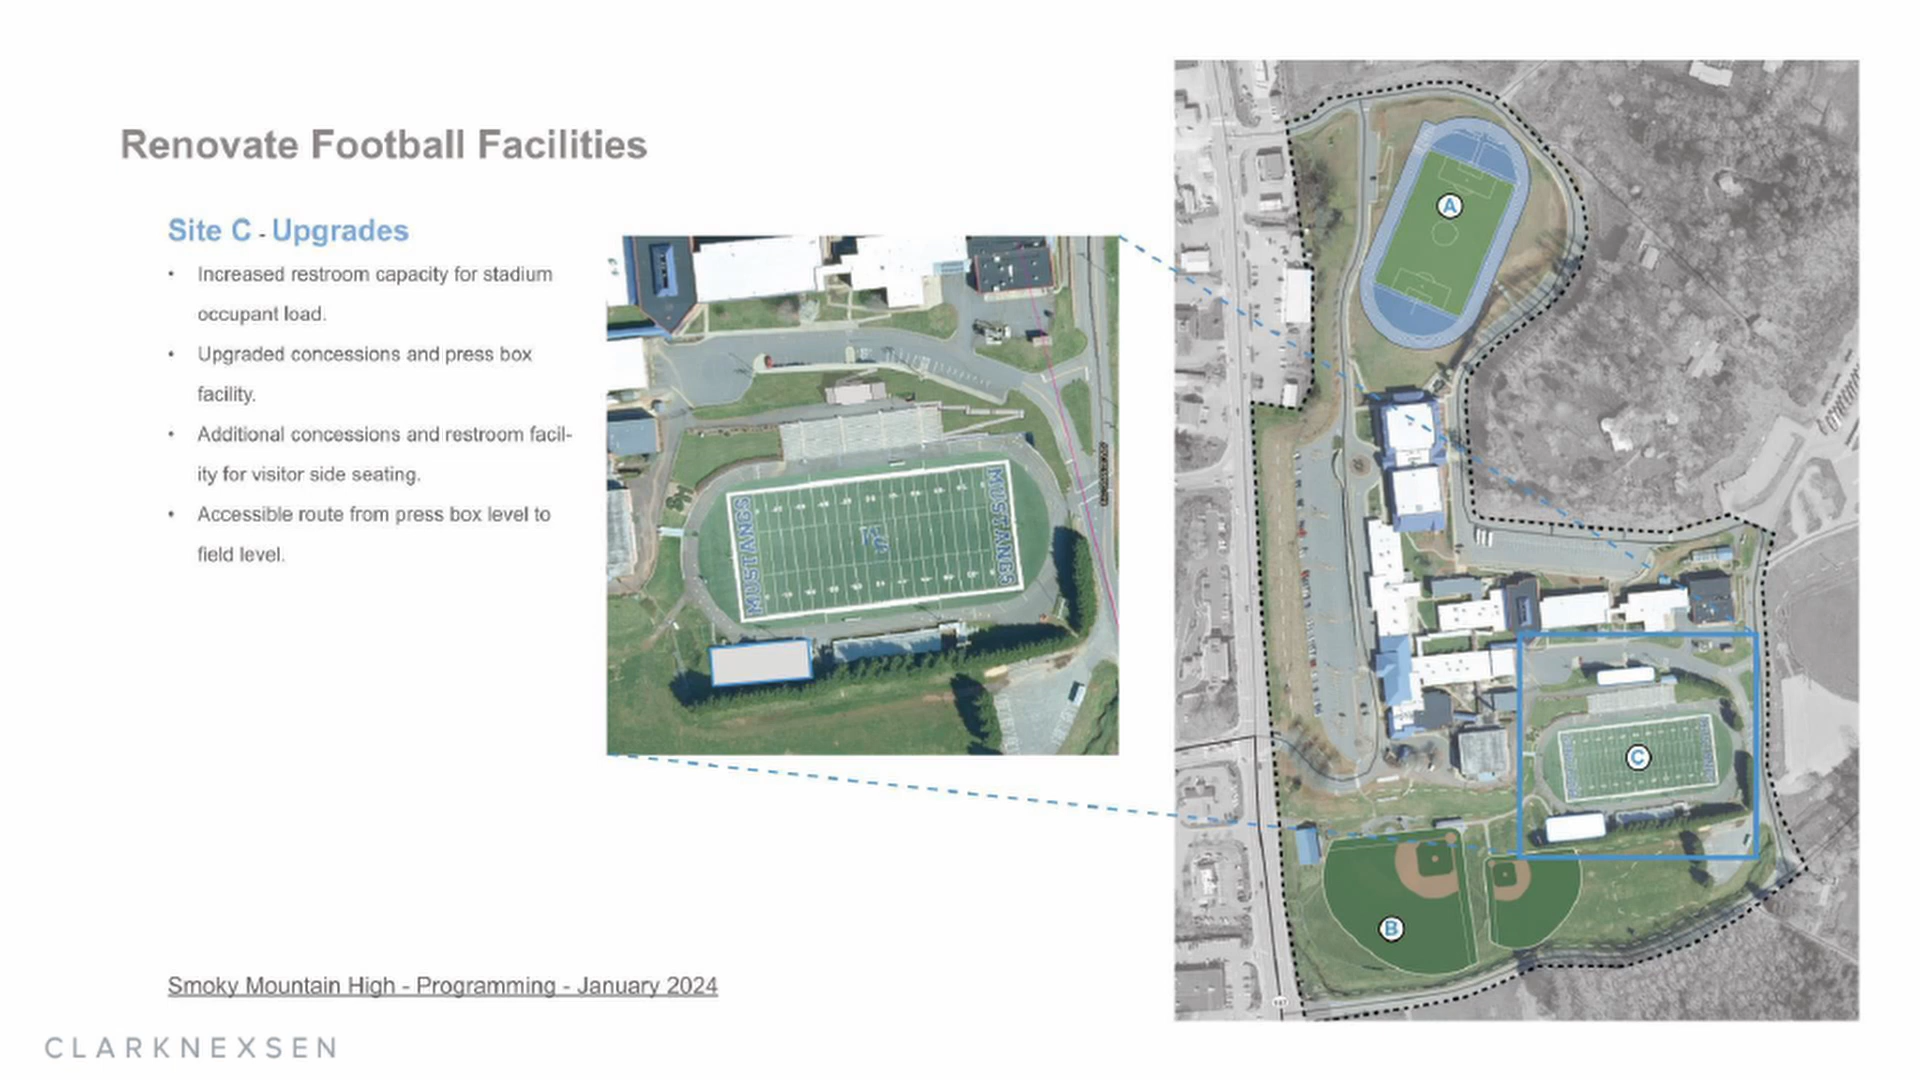 Renovate Football Facilities
Site C - Upgrades
• Increased restroom capacity for stadium
occupant load.
• Upgraded concessions and press box
facility.
• Additional concessions and restroom facil-
ity for visitor side seating.
• Accessible route from press box level to
field level.
MUSTANGS
MUSTANGS
A
C
B
Smoky Mountain High - Programming - January 2024
CLARKNEXSEN